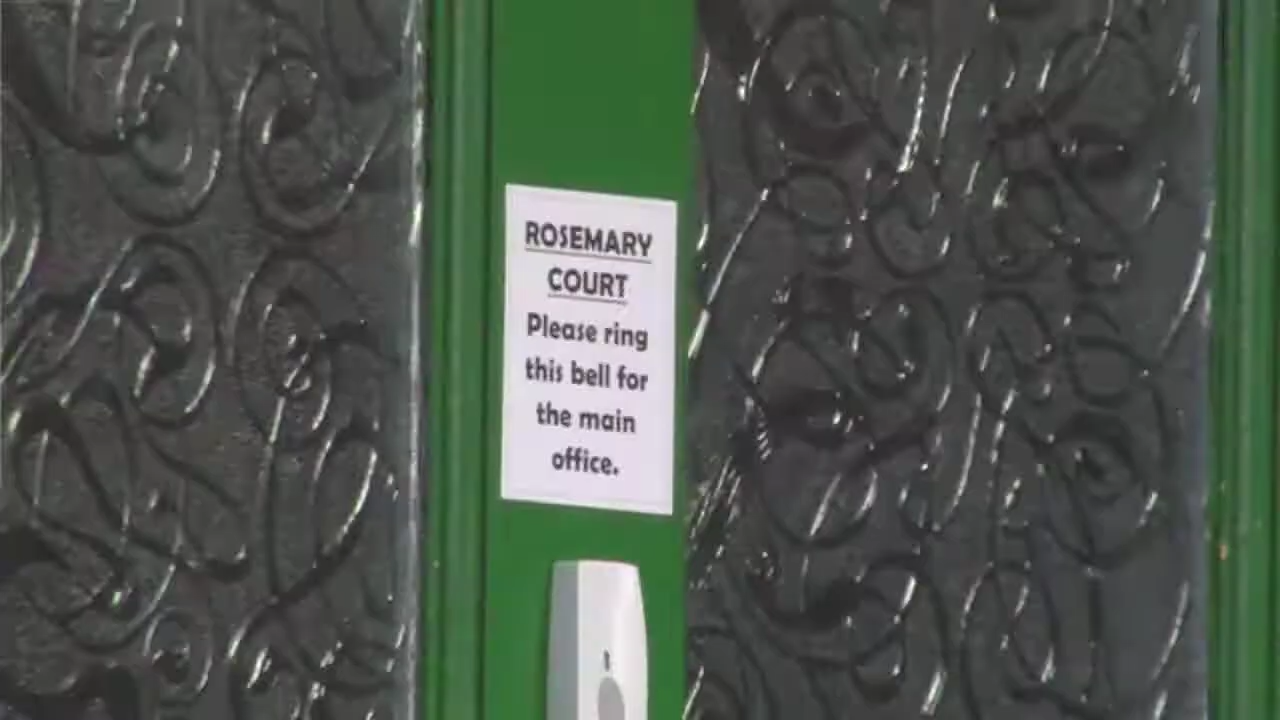 ROSEMARY
COURT
Please ring
this bell for
the main
office.